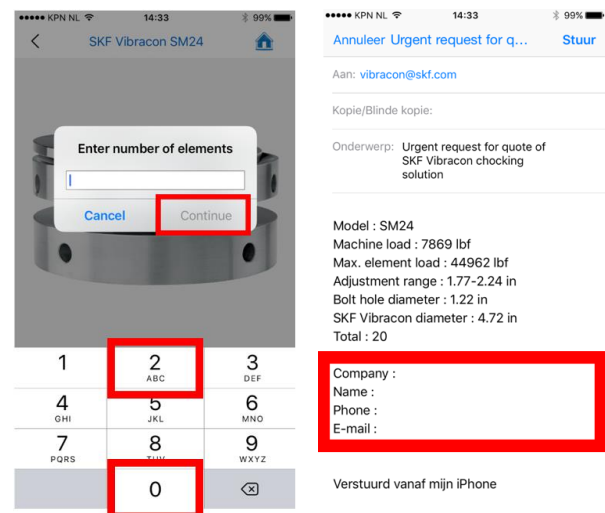 KPN NL 14:33 99%
SKF Vibracon SM24
Enter number of elements
Cancel Continue
1 2 3
ABC DEF
4 5 6
GHI JKL MNO
7 8 9
PQRS TUV WXYZ
0
KPN NL 14:33 99%
Annuleer Urgent request for q... Stuur
Aan: vibracon@skf.com
Kopie/Blinde kopie:
Onderwerp: Urgent request for quote of
SKF Vibracon chocking
solution
Model : SM24
Machine load : 7869 lbf
Max. element load : 44962 lbf
Adjustment range : 1.77-2.24 in
Bolt hole diameter : 1.22 in
SKF Vibracon diameter : 4.72 in
Total : 20
Company :
Name :
Phone :
E-mail :
Verstuurd vanaf mijn iPhone